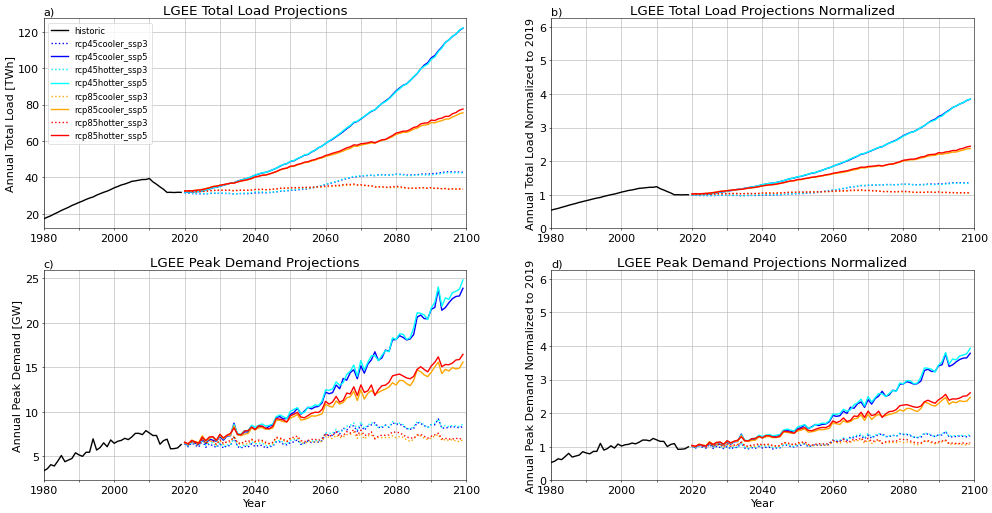 a)
LGEE Total Load Projections
Annual Total Load [TWh]
120
100
80
60
40
20
historic
rcp45cooler_ssp3
rcp45cooler_ssp5
rcp45hotter_ssp3
rcp45hotter_ssp5
rcp85cooler_ssp3
rcp85cooler_ssp5
rcp85hotter_ssp3
rcp85hotter_ssp5
1980 2000 2020 2040 2060 2080 2100
b)
LGEE Total Load Projections Normalized
Annual Total Load Normalized to 2019
6
5
4
3
2
1
0
1980 2000 2020 2040 2060 2080 2100
c)
LGEE Peak Demand Projections
Annual Peak Demand [GW]
25
20
15
10
5
1980 2000 2020 2040 2060 2080 2100
Year
d)
LGEE Peak Demand Projections Normalized
Annual Peak Demand Normalized to 2019
6
5
4
3
2
1
0
1980 2000 2020 2040 2060 2080 2100
Year